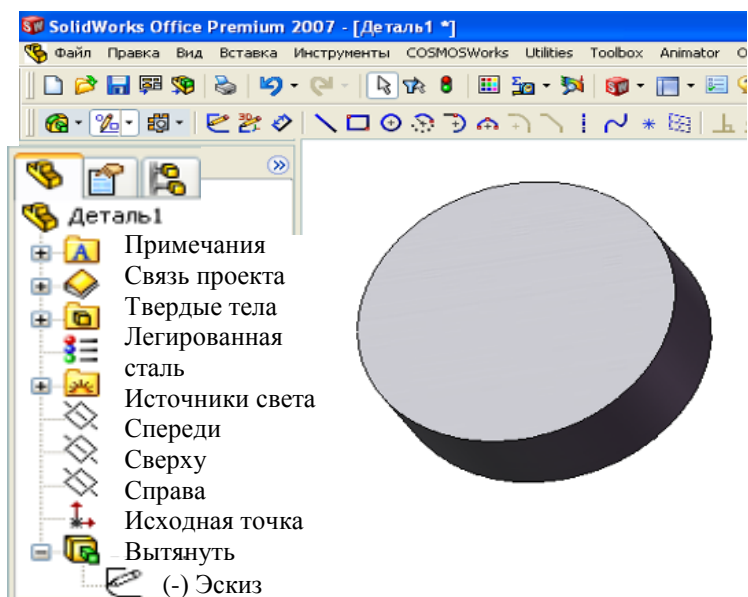 SolidWorks Office Premium 2007 - [Деталь1 *]
Файл Правка Вид Вставка Инструменты COSMOSWorks Utilities Toolbox Animator
Деталь1
Примечания
Связь проекта
Твердые тела
Легированная
сталь
Источники света
Спереди
Сверху
Справа
Исходная точка
Вытянуть
(-) Эскиз